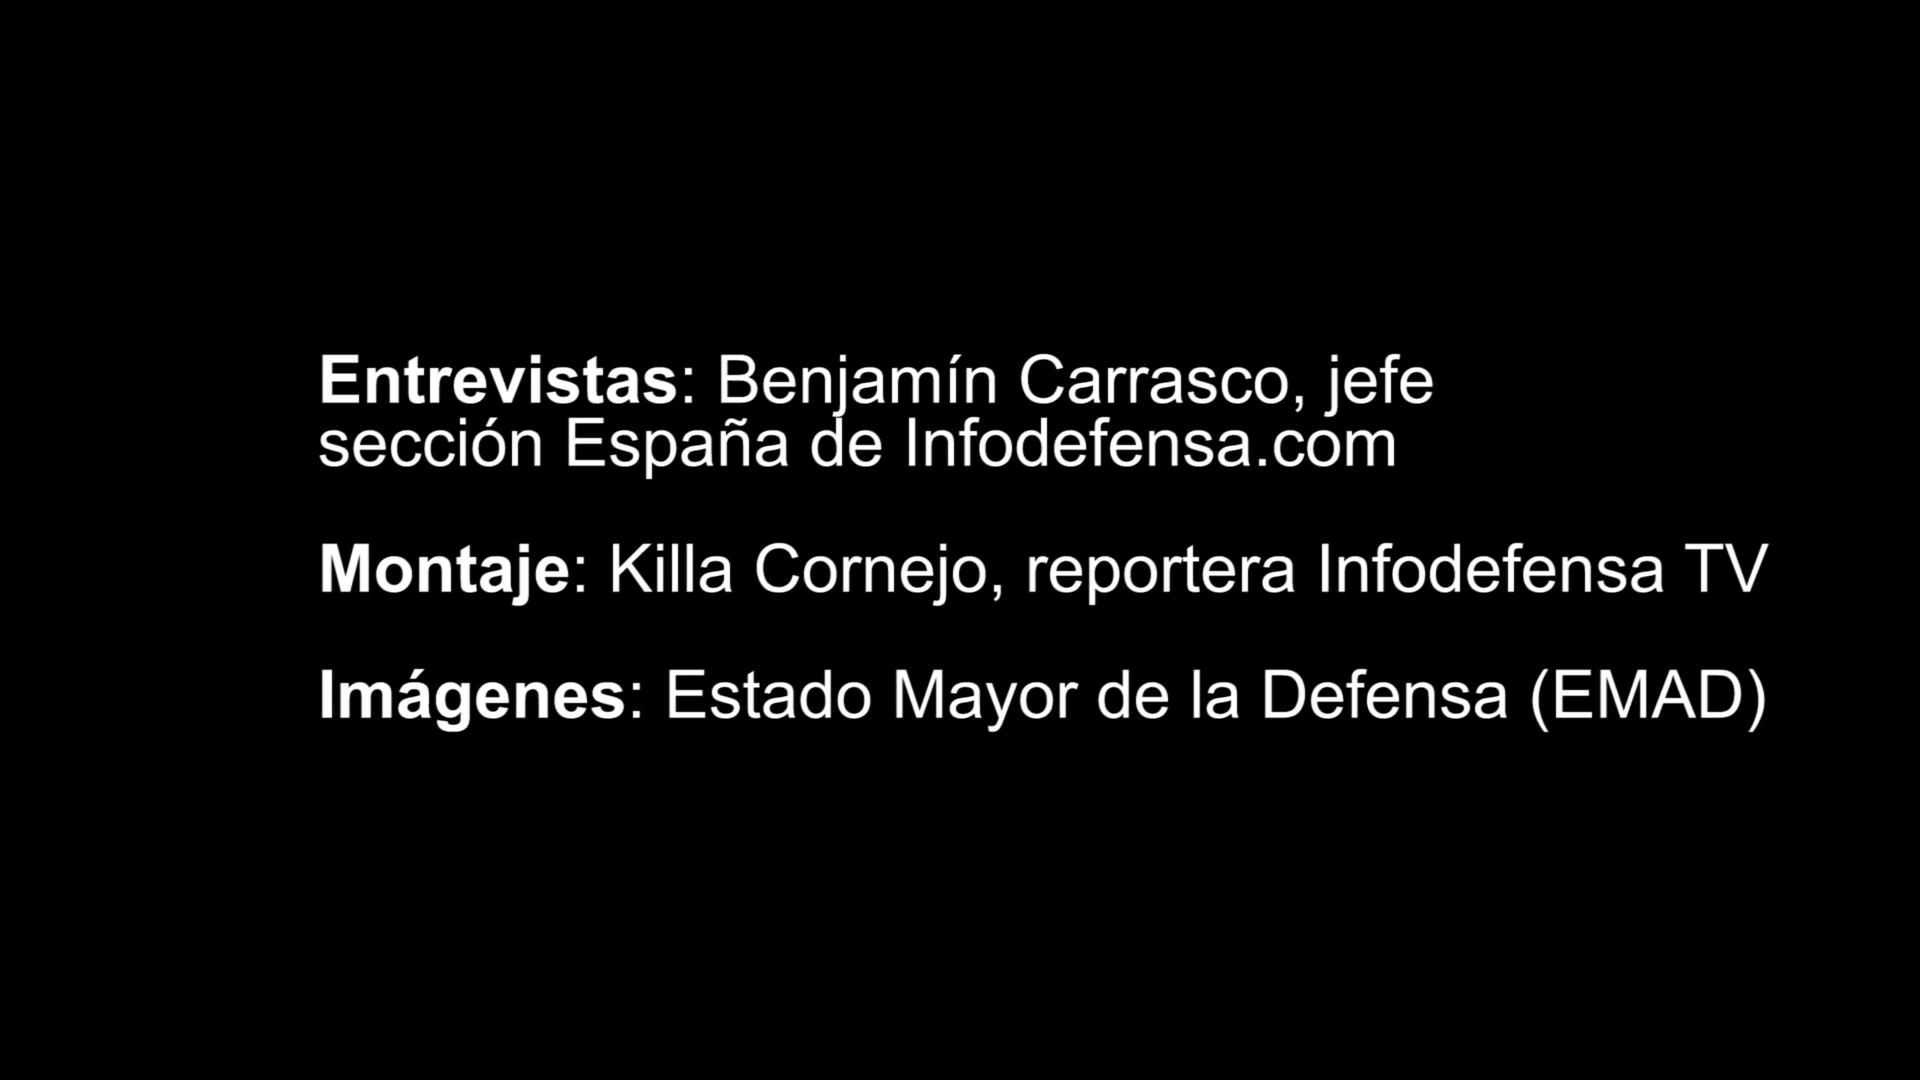 Entrevistas: Benjamín Carrasco, jefe
sección España de Infodefensa.com
Montaje: Killa Cornejo, reportera Infodefensa TV
Imágenes: Estado Mayor de la Defensa (EMAD)